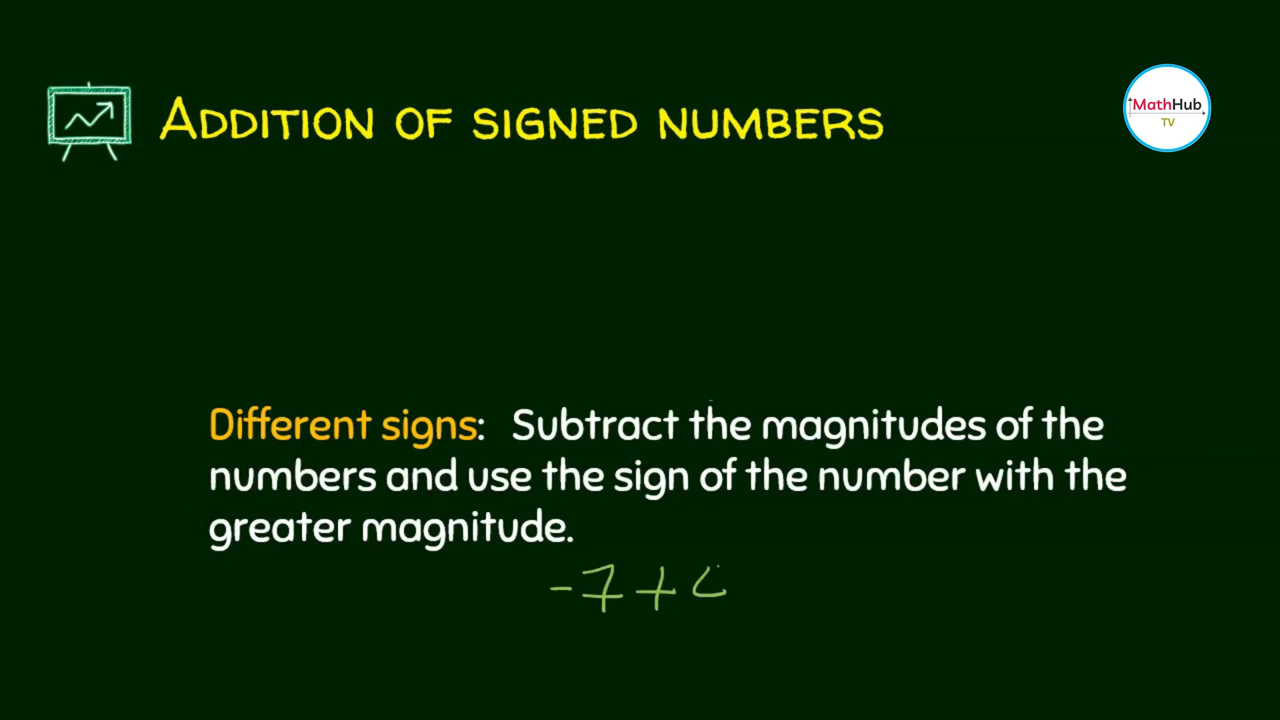 ADDITION OF SIGNED NUMBERS
MathHub
TV
Different signs: Subtract the magnitudes of the
numbers and use the sign of the number with the
greater magnitude.
-7 +